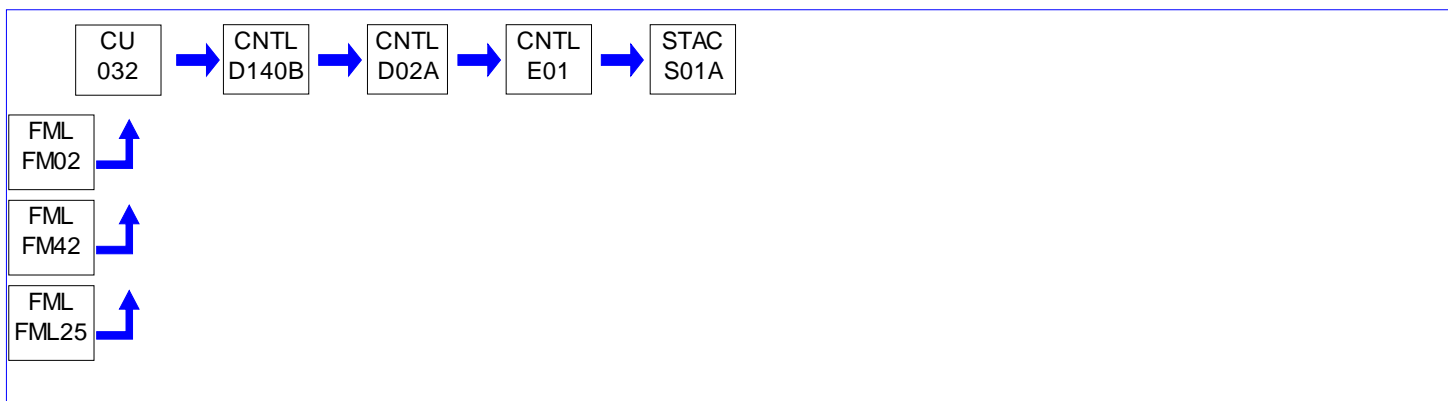 CU
032
CNTL
D140B
CNTL
D02A
CNTL
E01
STAC
S01A
FML
FM02
FML
FM42
FML
FML25